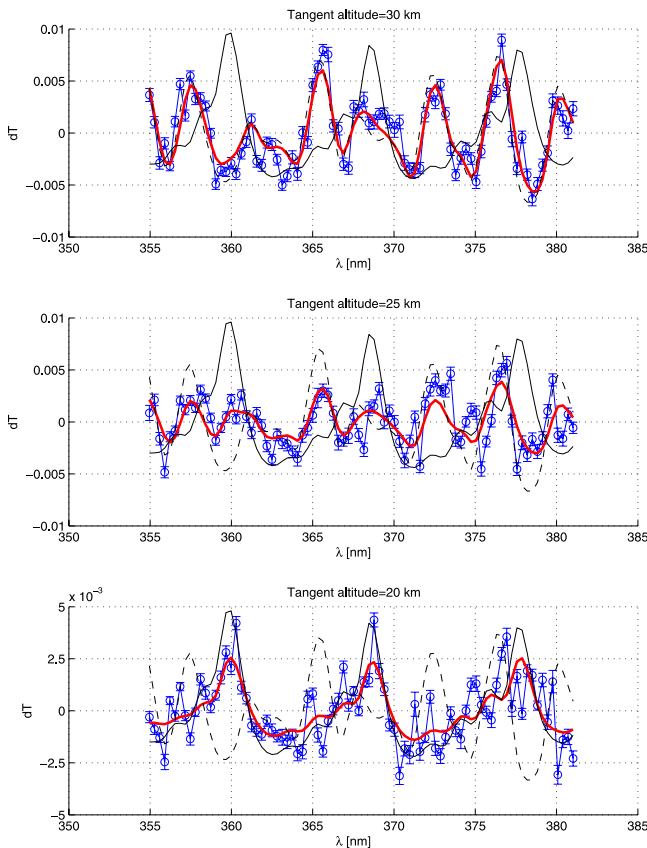 Tangent altitude=30 km
0.01
0.005
0
−0.005
−0.01
dT
350 355 360 365 370 375 380 385
λ [nm]
Tangent altitude=25 km
0.01
0.005
0
−0.005
−0.01
dT
350 355 360 365 370 375 380 385
λ [nm]
x 10⁻³
Tangent altitude=20 km
5
2.5
0
−2.5
−5
dT
350 355 360 365 370 375 380 385
λ [nm]